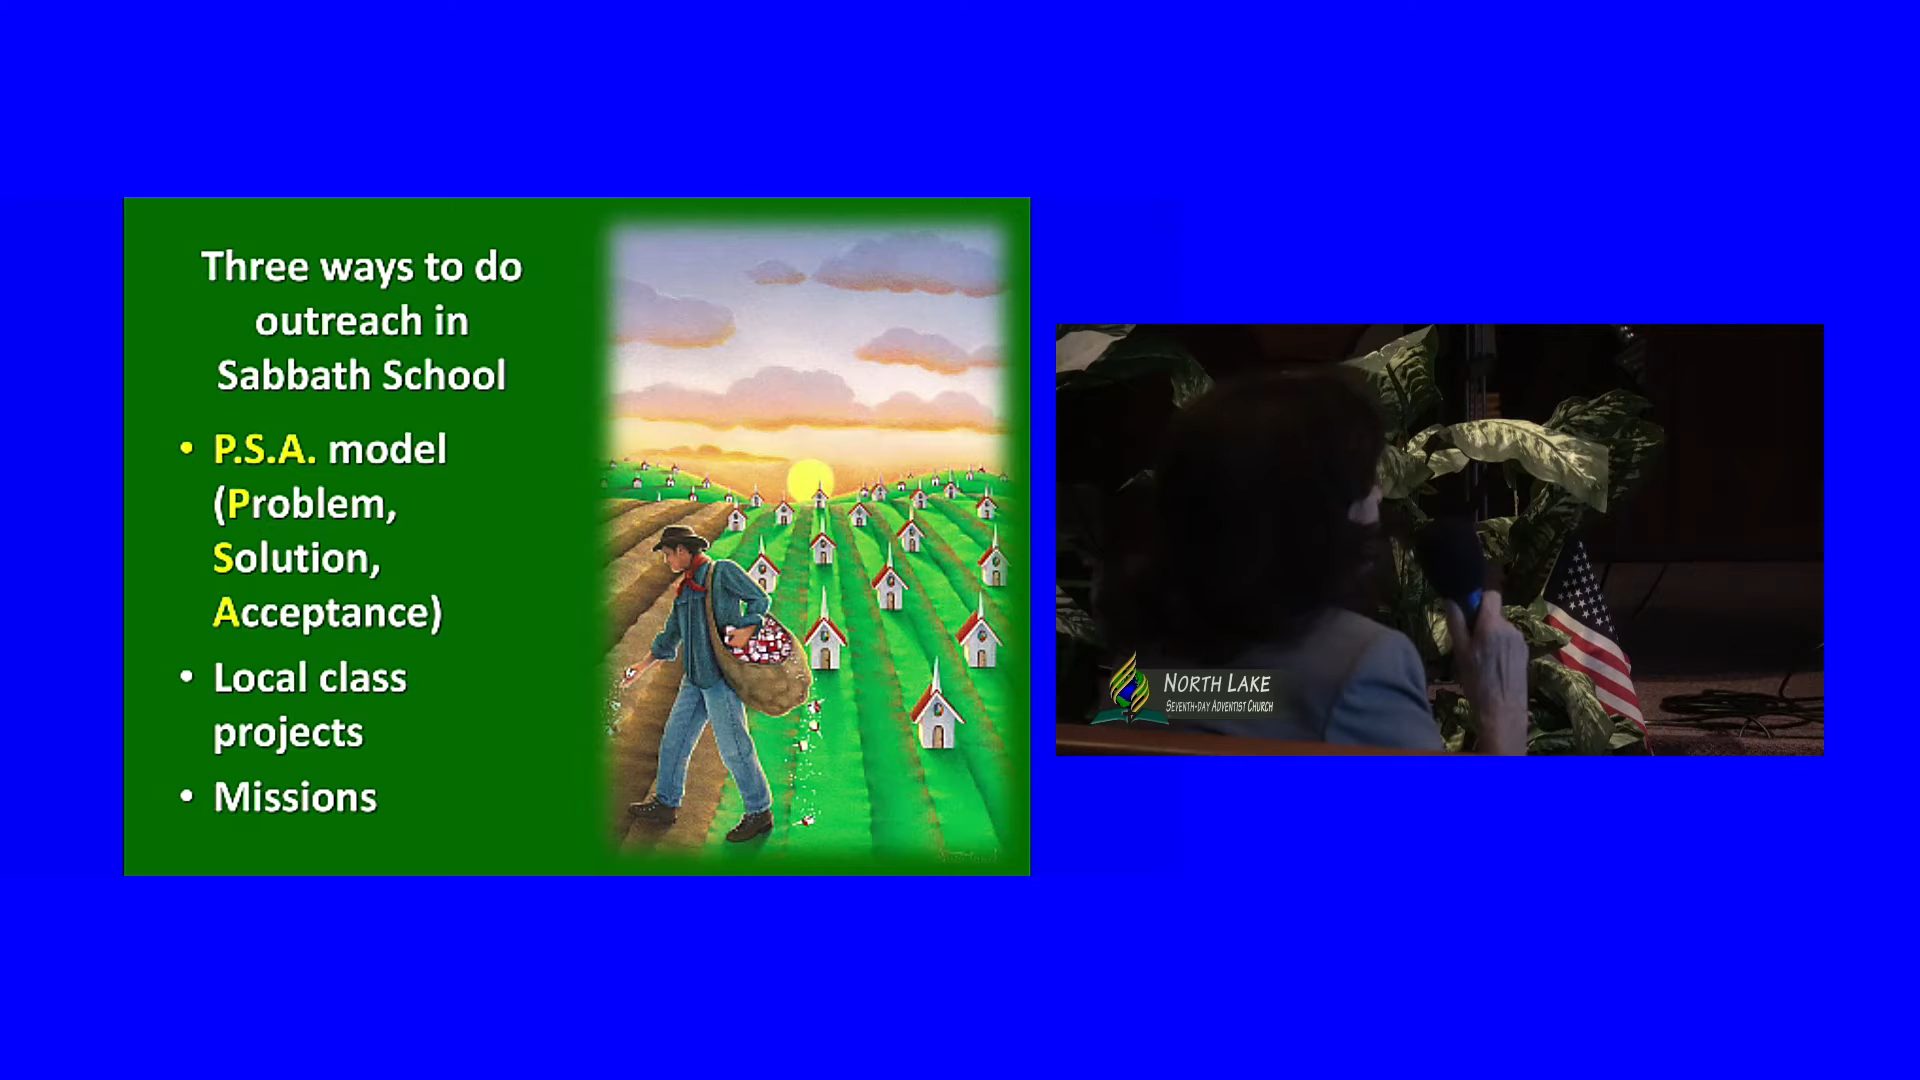 Three ways to do
outreach in
Sabbath School
• P.S.A. model
(Problem,
Solution,
Acceptance)
• Local class
projects
• Missions
NORTH LAKE
SEVENTH-DAY ADVENTIST CHURCH